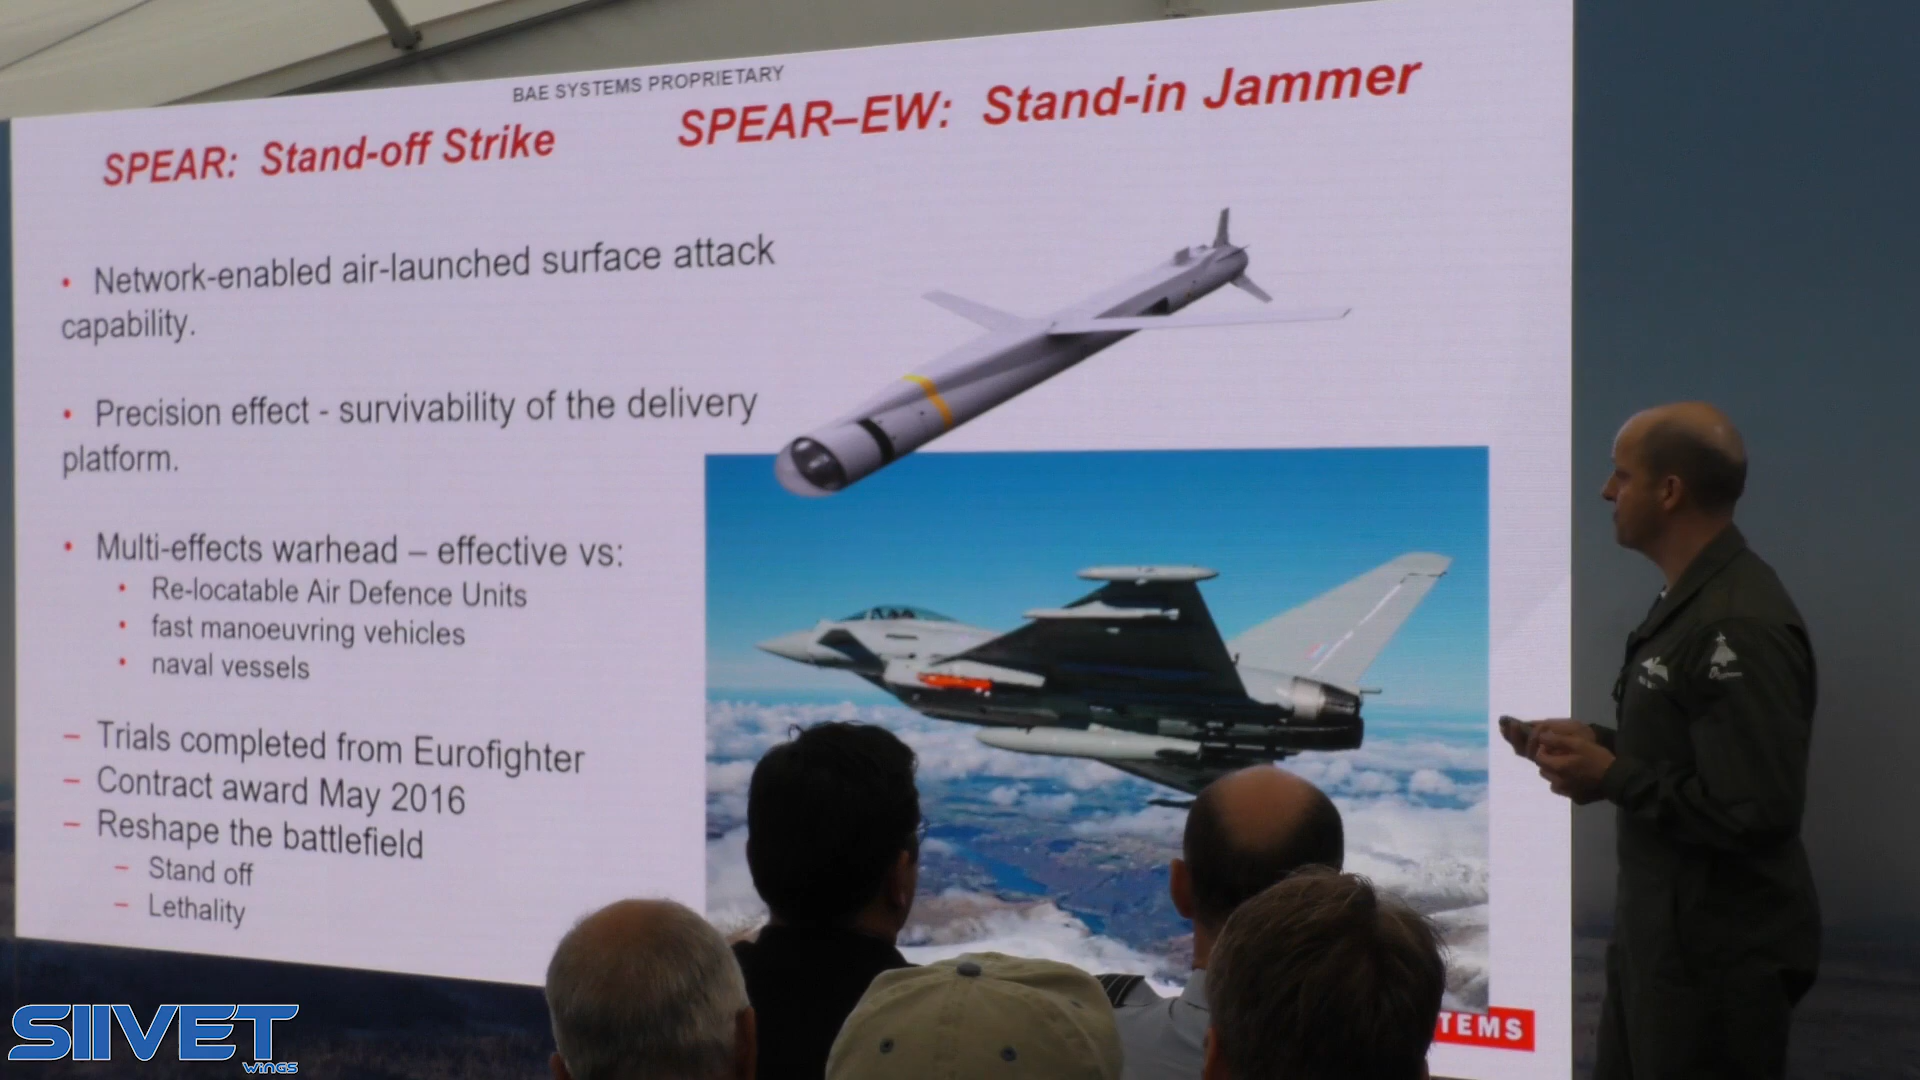 BAE SYSTEMS PROPRIETARY
SPEAR: Stand-off Strike
SPEAR–EW: Stand-in Jammer
• Network-enabled air-launched surface attack
capability.
• Precision effect - survivability of the delivery
platform.
• Multi-effects warhead – effective vs:
• Re-locatable Air Defence Units
• fast manoeuvring vehicles
• naval vessels
– Trials completed from Eurofighter
– Contract award May 2016
– Reshape the battlefield
– Stand off
– Lethality
TEMS
SIIVET
WINGS